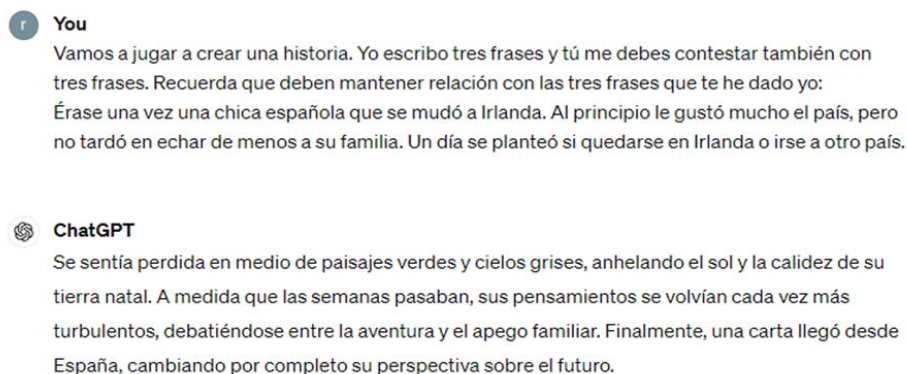 r You
Vamos a jugar a crear una historia. Yo escribo tres frases y tú me debes contestar también con
tres frases. Recuerda que deben mantener relación con las tres frases que te he dado yo:
Érase una vez una chica española que se mudó a Irlanda. Al principio le gustó mucho el país, pero
no tardó en echar de menos a su familia. Un día se planteó si quedarse en Irlanda o irse a otro país.
ChatGPT
Se sentía perdida en medio de paisajes verdes y cielos grises, anhelando el sol y la calidez de su
tierra natal. A medida que las semanas pasaban, sus pensamientos se volvían cada vez más
turbulentos, debatiéndose entre la aventura y el apego familiar. Finalmente, una carta llegó desde
España, cambiando por completo su perspectiva sobre el futuro.